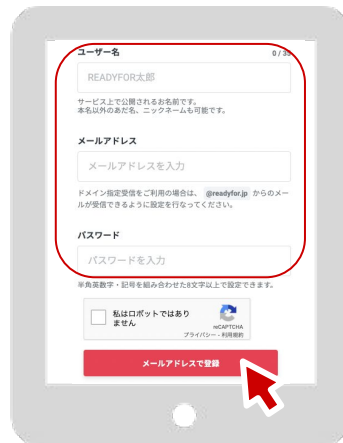 ユーザー名 0 / 35
READYFOR太郎
サービス上で公開されるお名前です。
本名以外のあだ名、ニックネームも可能です。
メールアドレス
メールアドレスを入力
ドメイン指定受信をご利用の場合は、 @readyfor.jp からのメー
ルが受信できるように設定を行なってください。
パスワード
パスワードを入力
半角英数字・記号を組み合わせた8文字以上で設定できます。
私はロボットではあり
ません
reCAPTCHA
プライバシー - 利用規約
メールアドレスで登録